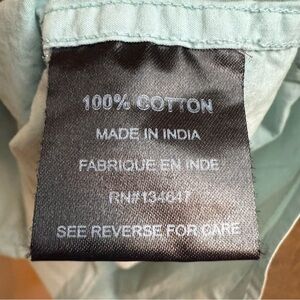 100% COTTON
MADE IN INDIA
FABRIQUE EN INDE
RN#134647
SEE REVERSE FOR CARE